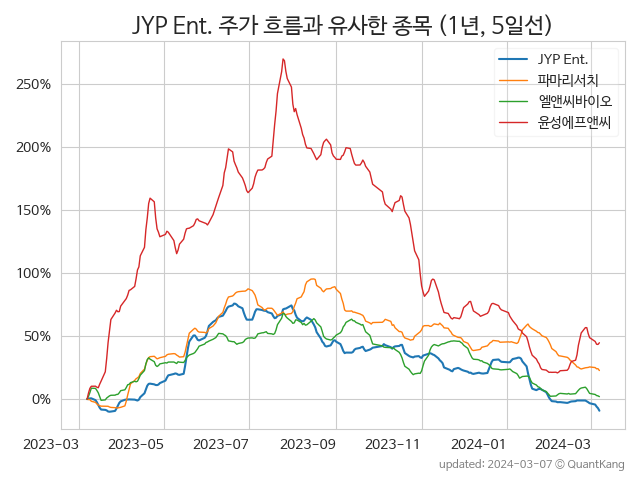 JYP Ent. 주가 흐름과 유사한 종목 (1년, 5일선)
JYP Ent.
파마리서치
엘앤씨바이오
윤성에프앤씨
250%
200%
150%
100%
50%
0%
2023-03 2023-05 2023-07 2023-09 2023-11 2024-01 2024-03
updated: 2024-03-07 © QuantKang